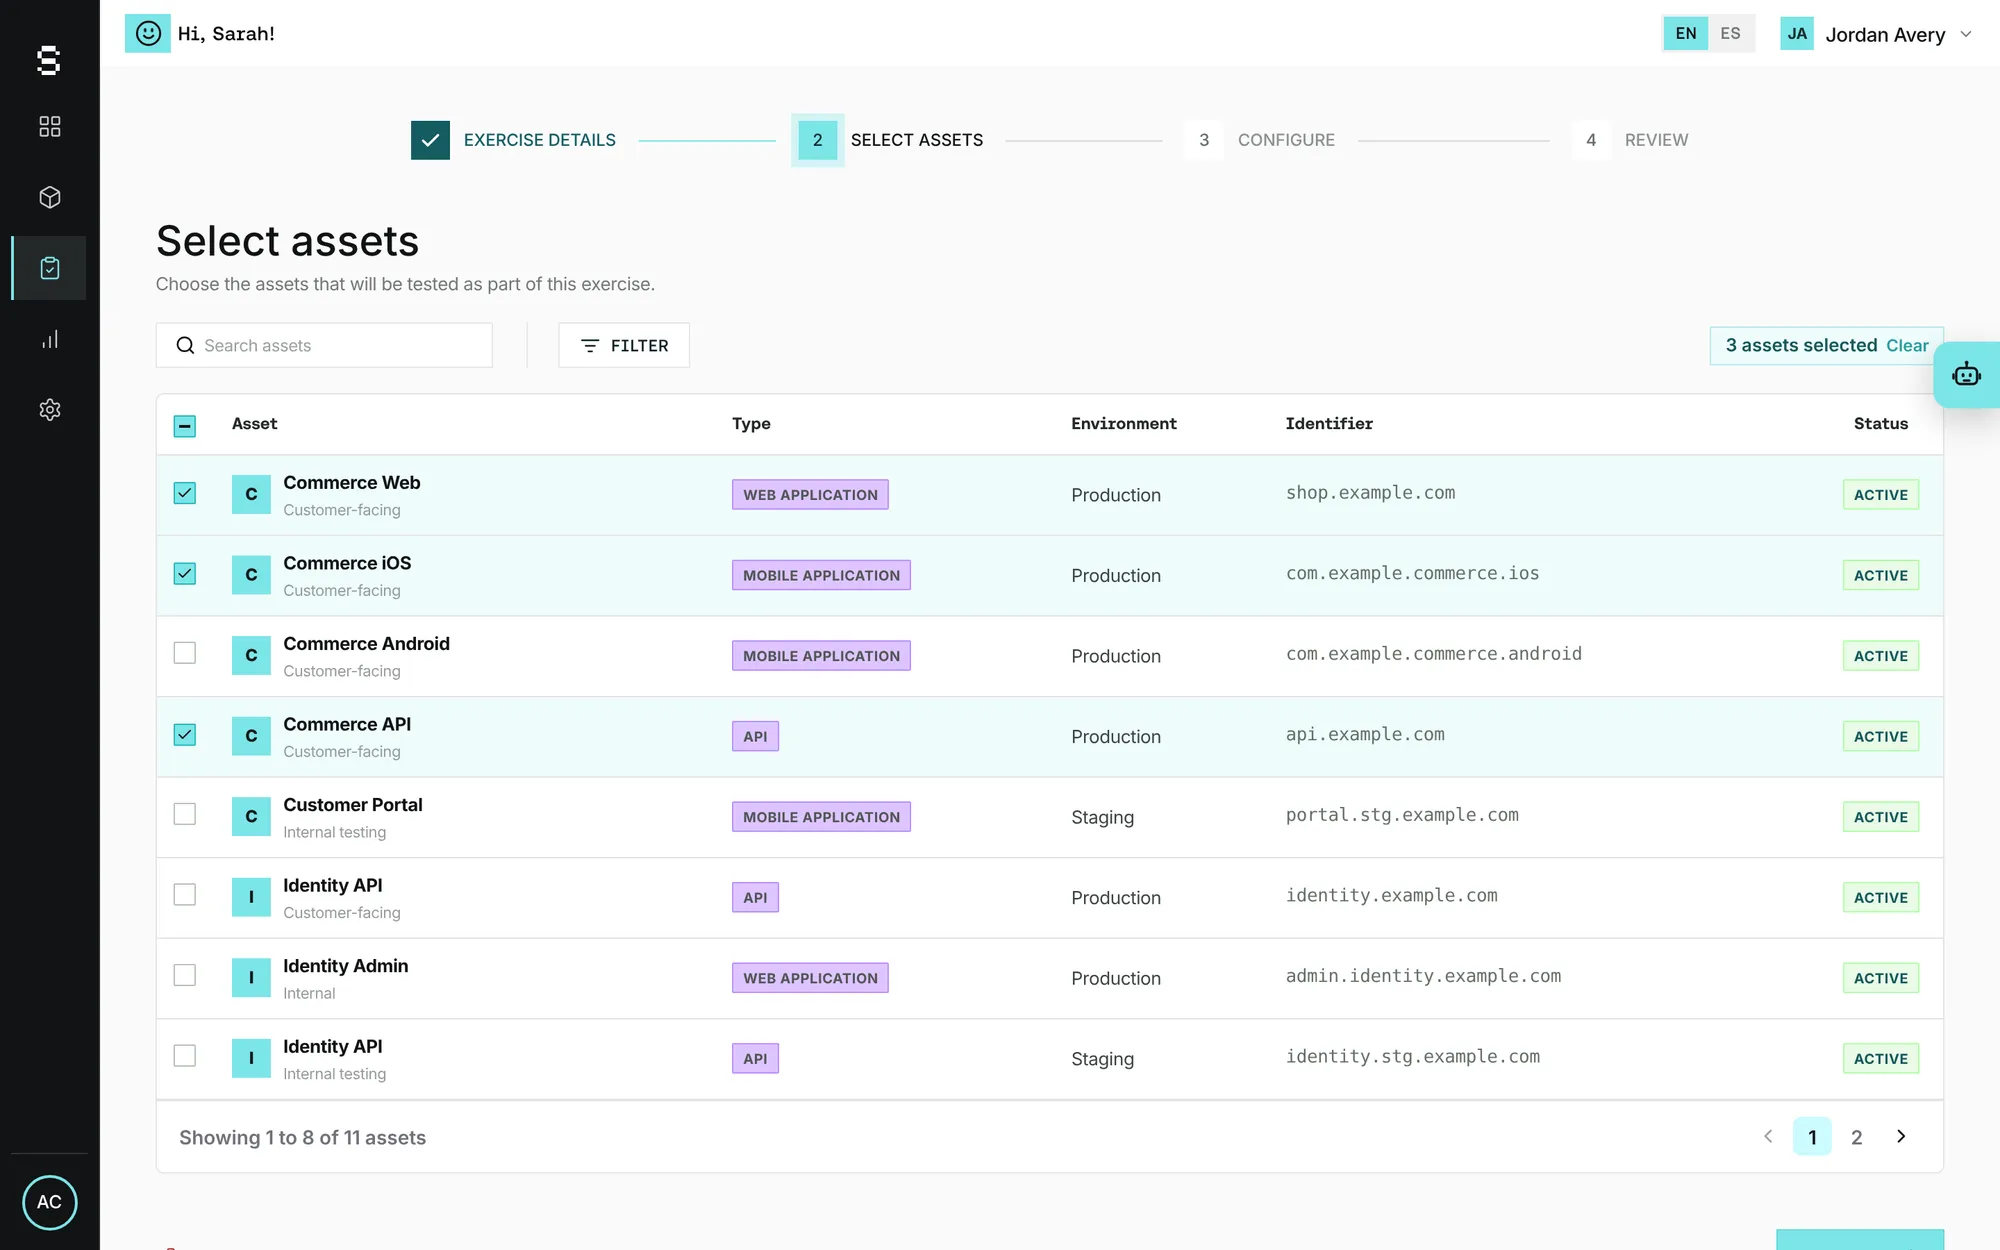 Hi, Sarah!
EN ES
JA Jordan Avery
EXERCISE DETAILS
2 SELECT ASSETS
3 CONFIGURE
4 REVIEW
Select assets
Choose the assets that will be tested as part of this exercise.
Search assets
FILTER
3 assets selected Clear
Asset Type Environment Identifier Status
C Commerce Web WEB APPLICATION Production shop.example.com ACTIVE
Customer-facing
C Commerce iOS MOBILE APPLICATION Production com.example.commerce.ios ACTIVE
Customer-facing
C Commerce Android MOBILE APPLICATION Production com.example.commerce.android ACTIVE
Customer-facing
C Commerce API API Production api.example.com ACTIVE
Customer-facing
C Customer Portal MOBILE APPLICATION Staging portal.stg.example.com ACTIVE
Internal testing
I Identity API API Production identity.example.com ACTIVE
Customer-facing
I Identity Admin WEB APPLICATION Production admin.identity.example.com ACTIVE
Internal
I Identity API API Staging identity.stg.example.com ACTIVE
Internal testing
Showing 1 to 8 of 11 assets
1 2
AC